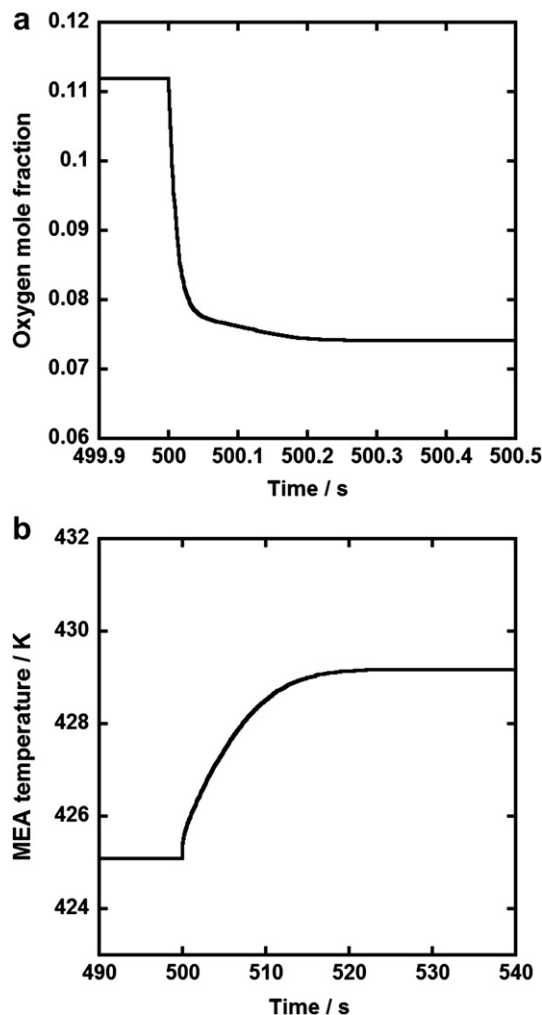 a
0.12
0.11
0.1
0.09
0.08
0.07
0.06
Oxygen mole fraction
499.9 500 500.1 500.2 500.3 500.4 500.5
Time / s
b
432
430
428
426
424
MEA temperature / K
490 500 510 520 530 540
Time / s